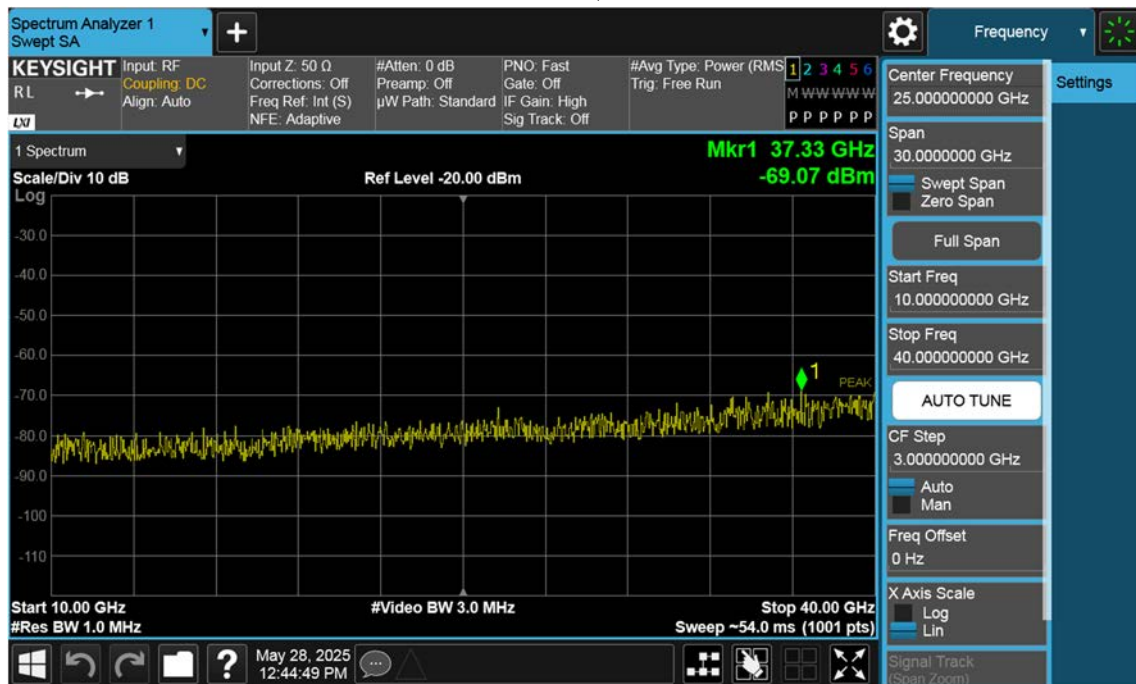 Spectrum Analyzer 1
Swept SA
Frequency
KEYSIGHT
RL
LXI
Input: RF
Coupling: DC
Align: Auto
Input Z: 50 Ω
Corrections: Off
Freq Ref: Int (S)
NFE: Adaptive
#Atten: 0 dB
Preamp: Off
µW Path: Standard
PNO: Fast
Gate: Off
IF Gain: High
Sig Track: Off
#Avg Type: Power (RMS
Trig: Free Run
1 2 3 4 5 6
M W W W W W
P P P P P P
1 Spectrum
Scale/Div 10 dB
Ref Level -20.00 dBm
Mkr1 37.33 GHz
-69.07 dBm
Log
-30.0
-40.0
-50.0
-60.0
-70.0
-80.0
-90.0
-100
-110
1
PEAK
Start 10.00 GHz
#Video BW 3.0 MHz
Stop 40.00 GHz
#Res BW 1.0 MHz
Sweep ~54.0 ms (1001 pts)
?
May 28, 2025
12:44:49 PM
Center Frequency
25.000000000 GHz
Span
30.0000000 GHz
Swept Span
Zero Span
Full Span
Start Freq
10.000000000 GHz
Stop Freq
40.000000000 GHz
AUTO TUNE
CF Step
3.000000000 GHz
Auto
Man
Freq Offset
0 Hz
X Axis Scale
Log
Lin
Signal Track
(Span Zoom)
Settings